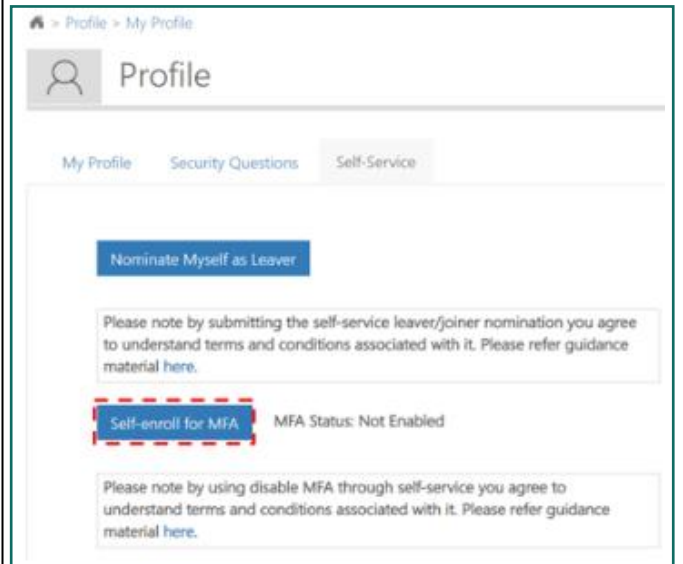 > Profile > My Profile
Profile
My Profile Security Questions Self-Service
Nominate Myself as Leaver
Please note by submitting the self-service leaver/joiner nomination you agree
to understand terms and conditions associated with it. Please refer guidance
material here.
Self-enroll for MFA MFA Status: Not Enabled
Please note by using disable MFA through self-service you agree to
understand terms and conditions associated with it. Please refer guidance
material here.